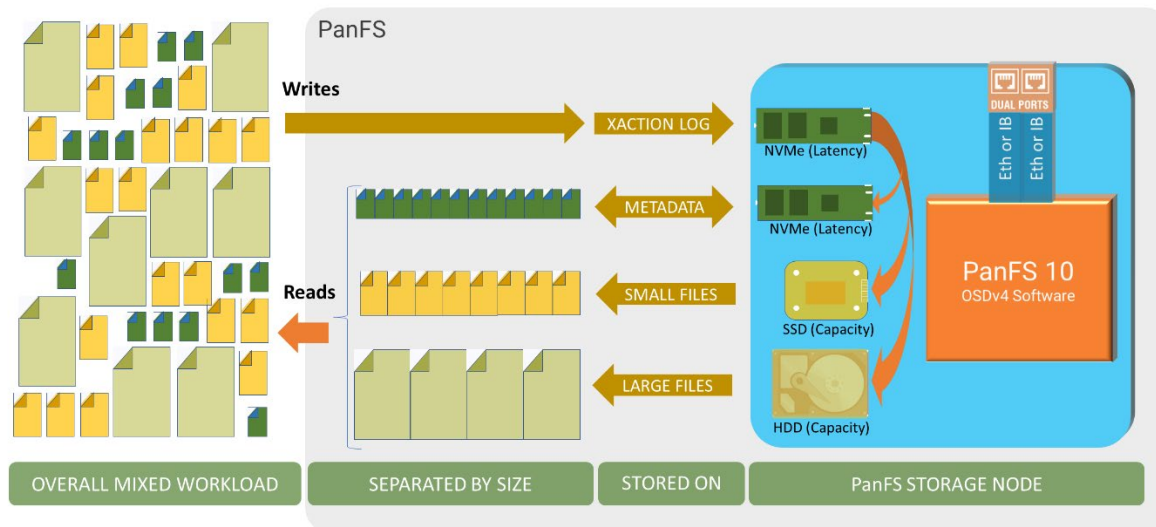 PanFS
Writes
XACTION LOG
NVMe (Latency)
DUAL PORTS
Eth or IB
Eth or IB
METADATA
NVMe (Latency)
PanFS 10
OSDv4 Software
Reads
SMALL FILES
SSD (Capacity)
LARGE FILES
HDD (Capacity)
OVERALL MIXED WORKLOAD
SEPARATED BY SIZE
STORED ON
PanFS STORAGE NODE